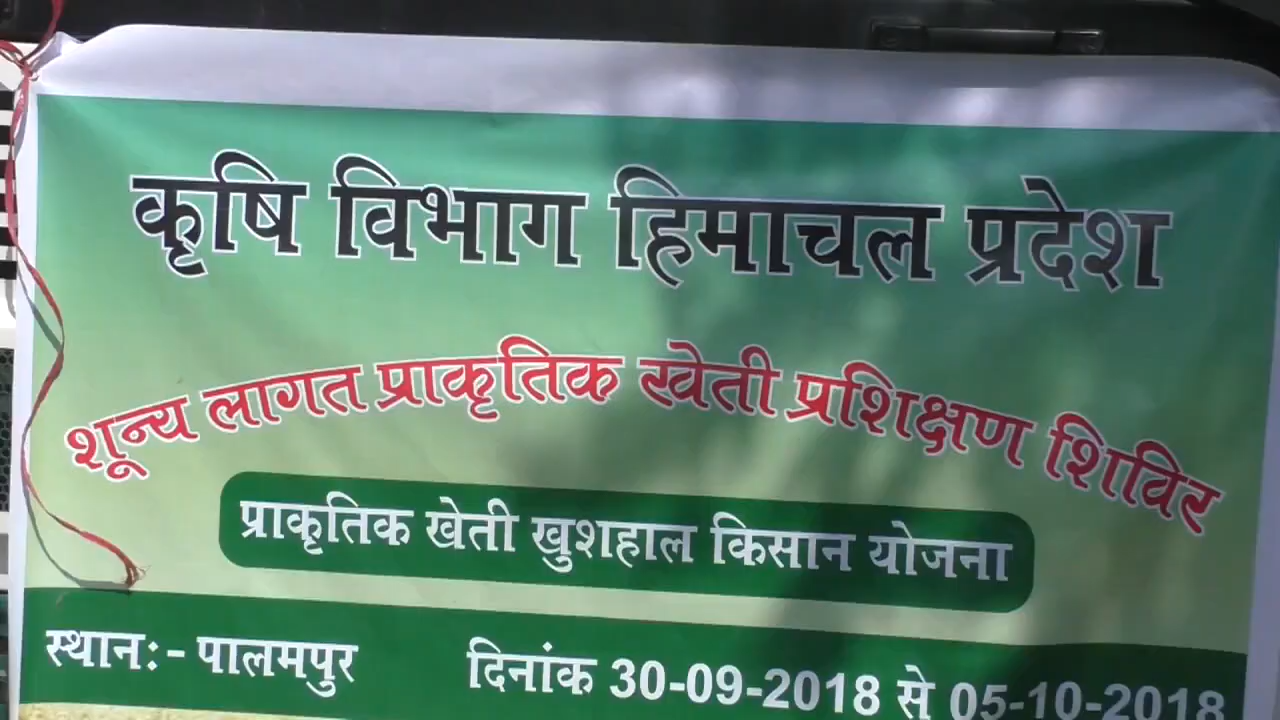 कृषि विभाग हिमाचल प्रदेश
शून्य लागत प्राकृतिक खेती प्रशिक्षण शिविर
प्राकृतिक खेती खुशहाल किसान योजना
स्थानः- पालमपुर दिनांक 30-09-2018 से 05-10-2018